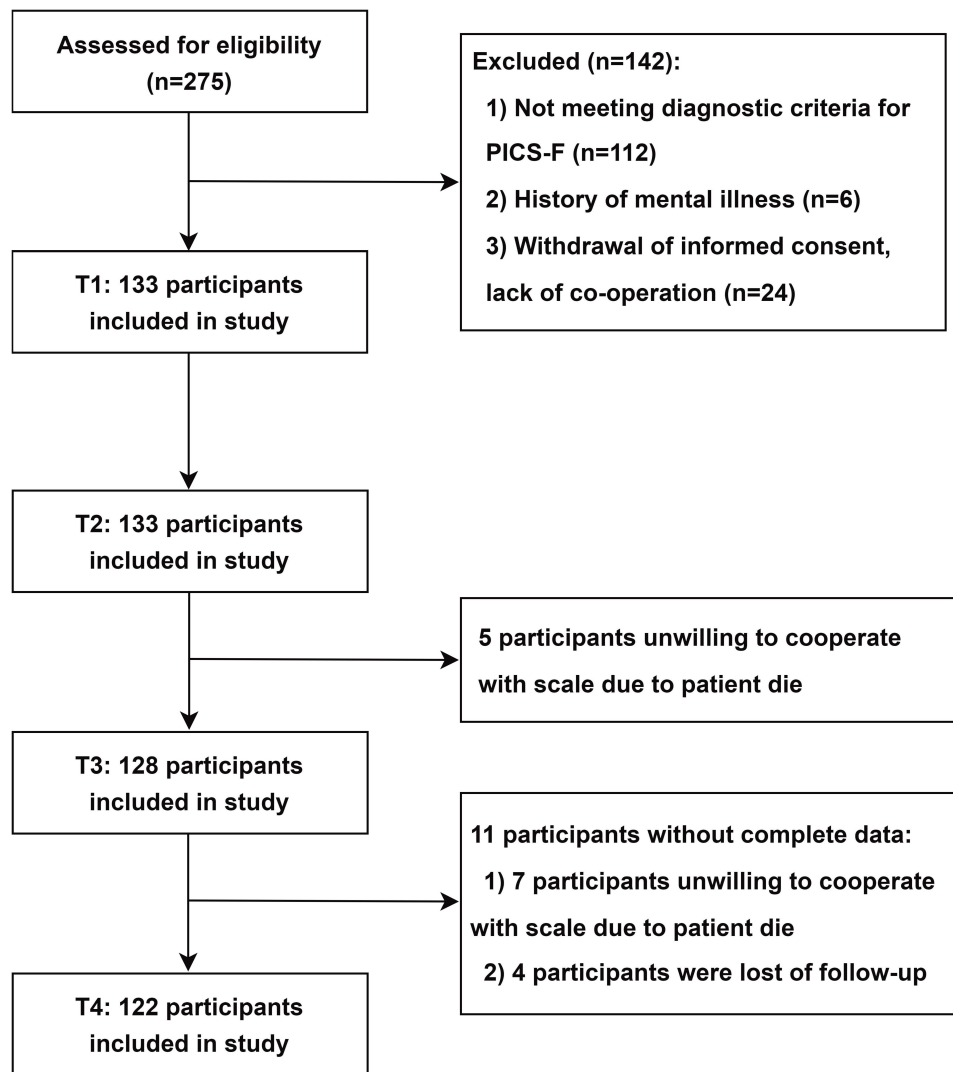 Assessed for eligibility
(n=275)
Excluded (n=142):
1) Not meeting diagnostic criteria for
PICS-F (n=112)
2) History of mental illness (n=6)
3) Withdrawal of informed consent,
lack of co-operation (n=24)
T1: 133 participants
included in study
T2: 133 participants
included in study
5 participants unwilling to cooperate
with scale due to patient die
T3: 128 participants
included in study
11 participants without complete data:
1) 7 participants unwilling to cooperate
with scale due to patient die
2) 4 participants were lost of follow-up
T4: 122 participants
included in study